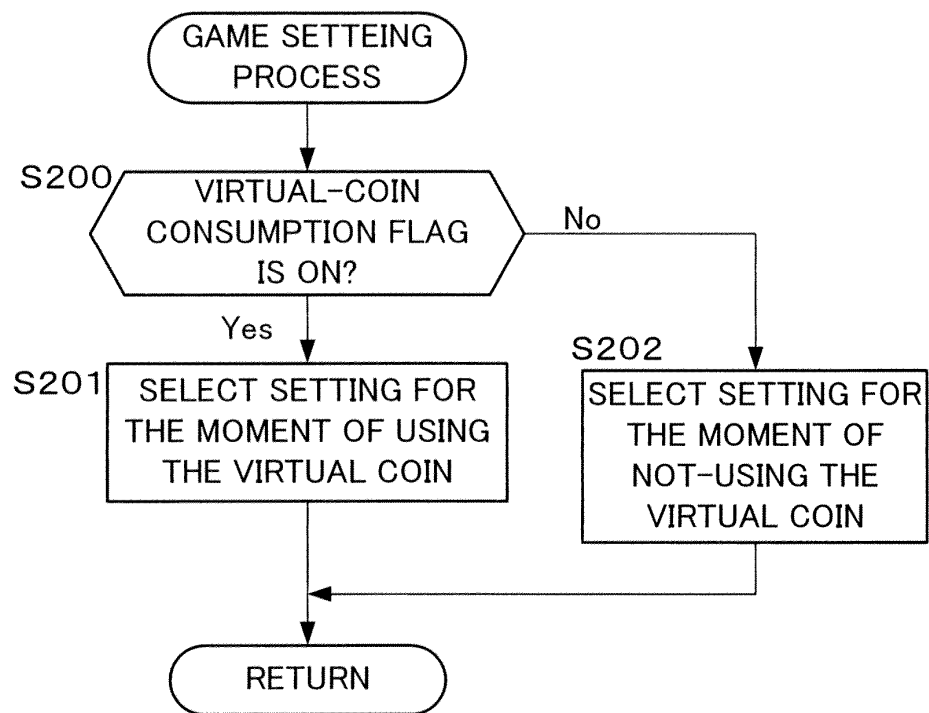 GAME SETTEING
PROCESS
S200
VIRTUAL-COIN
CONSUMPTION FLAG
IS ON?
No
Yes
S201
SELECT SETTING FOR
THE MOMENT OF USING
THE VIRTUAL COIN
S202
SELECT SETTING FOR
THE MOMENT OF
NOT-USING THE
VIRTUAL COIN
RETURN